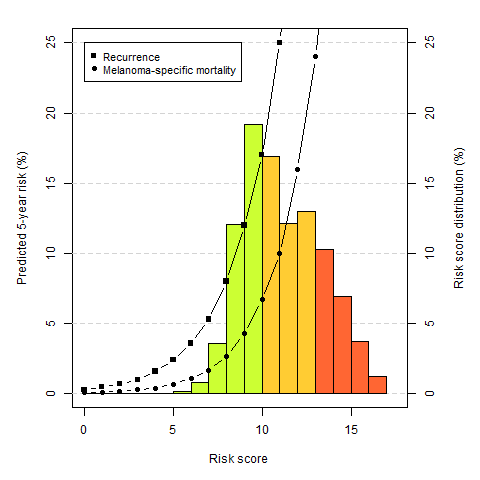 Recurrence
Melanoma-specific mortality
Predicted 5-year risk (%)
25
20
15
10
5
0
25
20
15
10
5
0
Risk score distribution (%)
0 5 10 15
Risk score